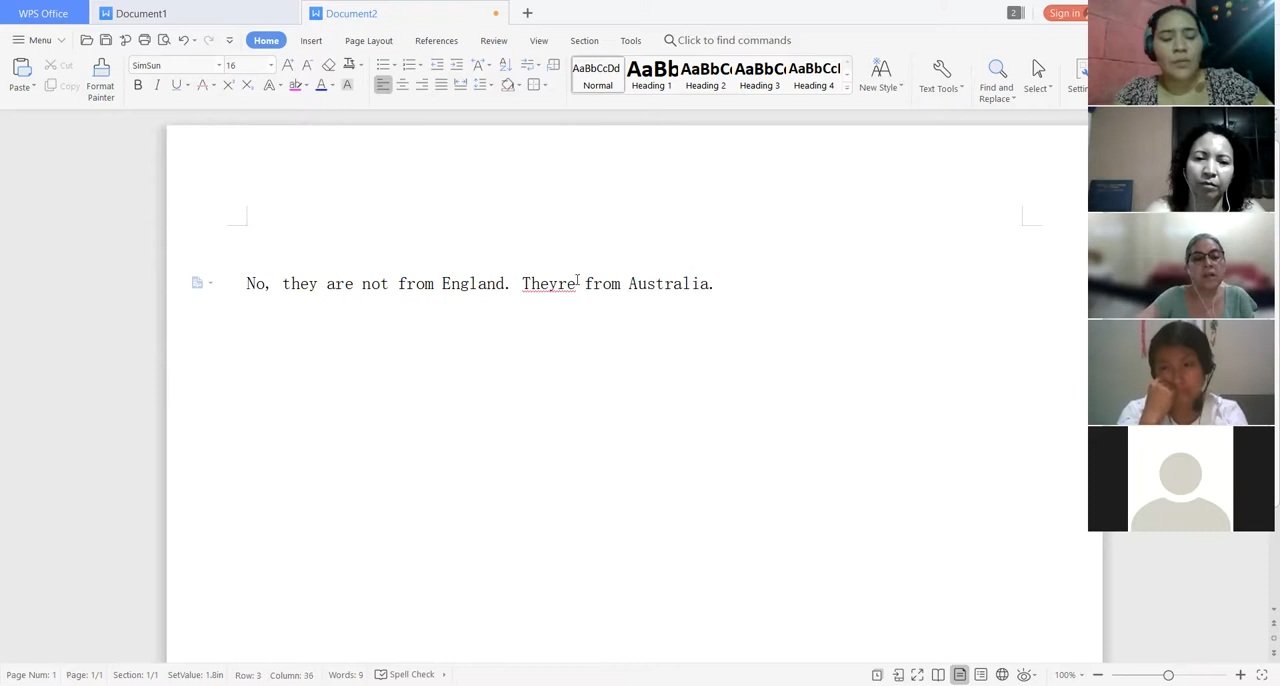 WPS Office
Document1
Document2
2
Sign in
Menu
Home
Insert
Page Layout
References
Review
View
Section
Tools
Click to find commands
Paste
Cut
Copy
Format Painter
SimSun
16
AaBbCcDd
Normal
AaBb
Heading 1
AaBbC
Heading 2
AaBbC
Heading 3
AaBbCcl
Heading 4
New Style
Text Tools
Find and Replace
Select
No, they are not from England. Theyre from Australia.
Page Num: 1
Page: 1/1
Section: 1/1
SetValue: 1.8in
Row: 3
Column: 36
Words: 9
Spell Check
100%